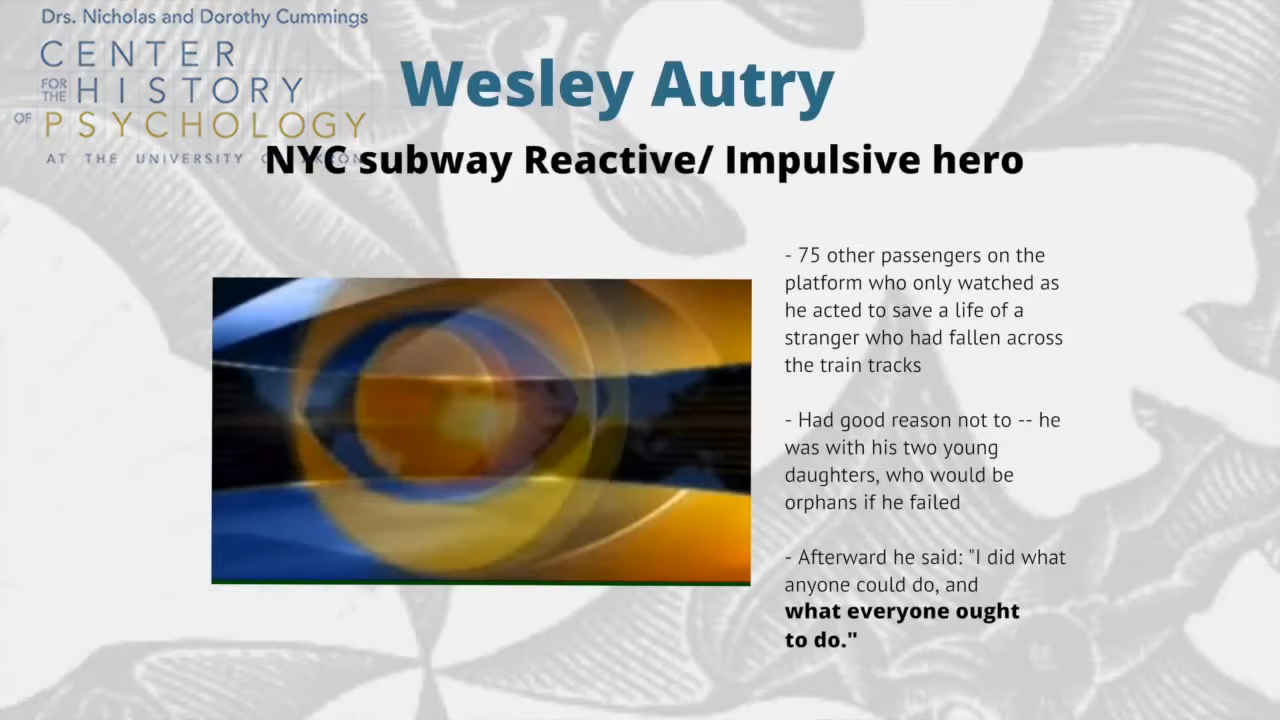 Drs. Nicholas and Dorothy Cummings
CENTER
FOR THE HISTORY
OF PSYCHOLOGY
AT THE UNIVERSITY OF AKRON
Wesley Autry
NYC subway Reactive/ Impulsive hero
- 75 other passengers on the
platform who only watched as
he acted to save a life of a
stranger who had fallen across
the train tracks
- Had good reason not to -- he
was with his two young
daughters, who would be
orphans if he failed
- Afterward he said: "I did what
anyone could do, and
what everyone ought
to do."